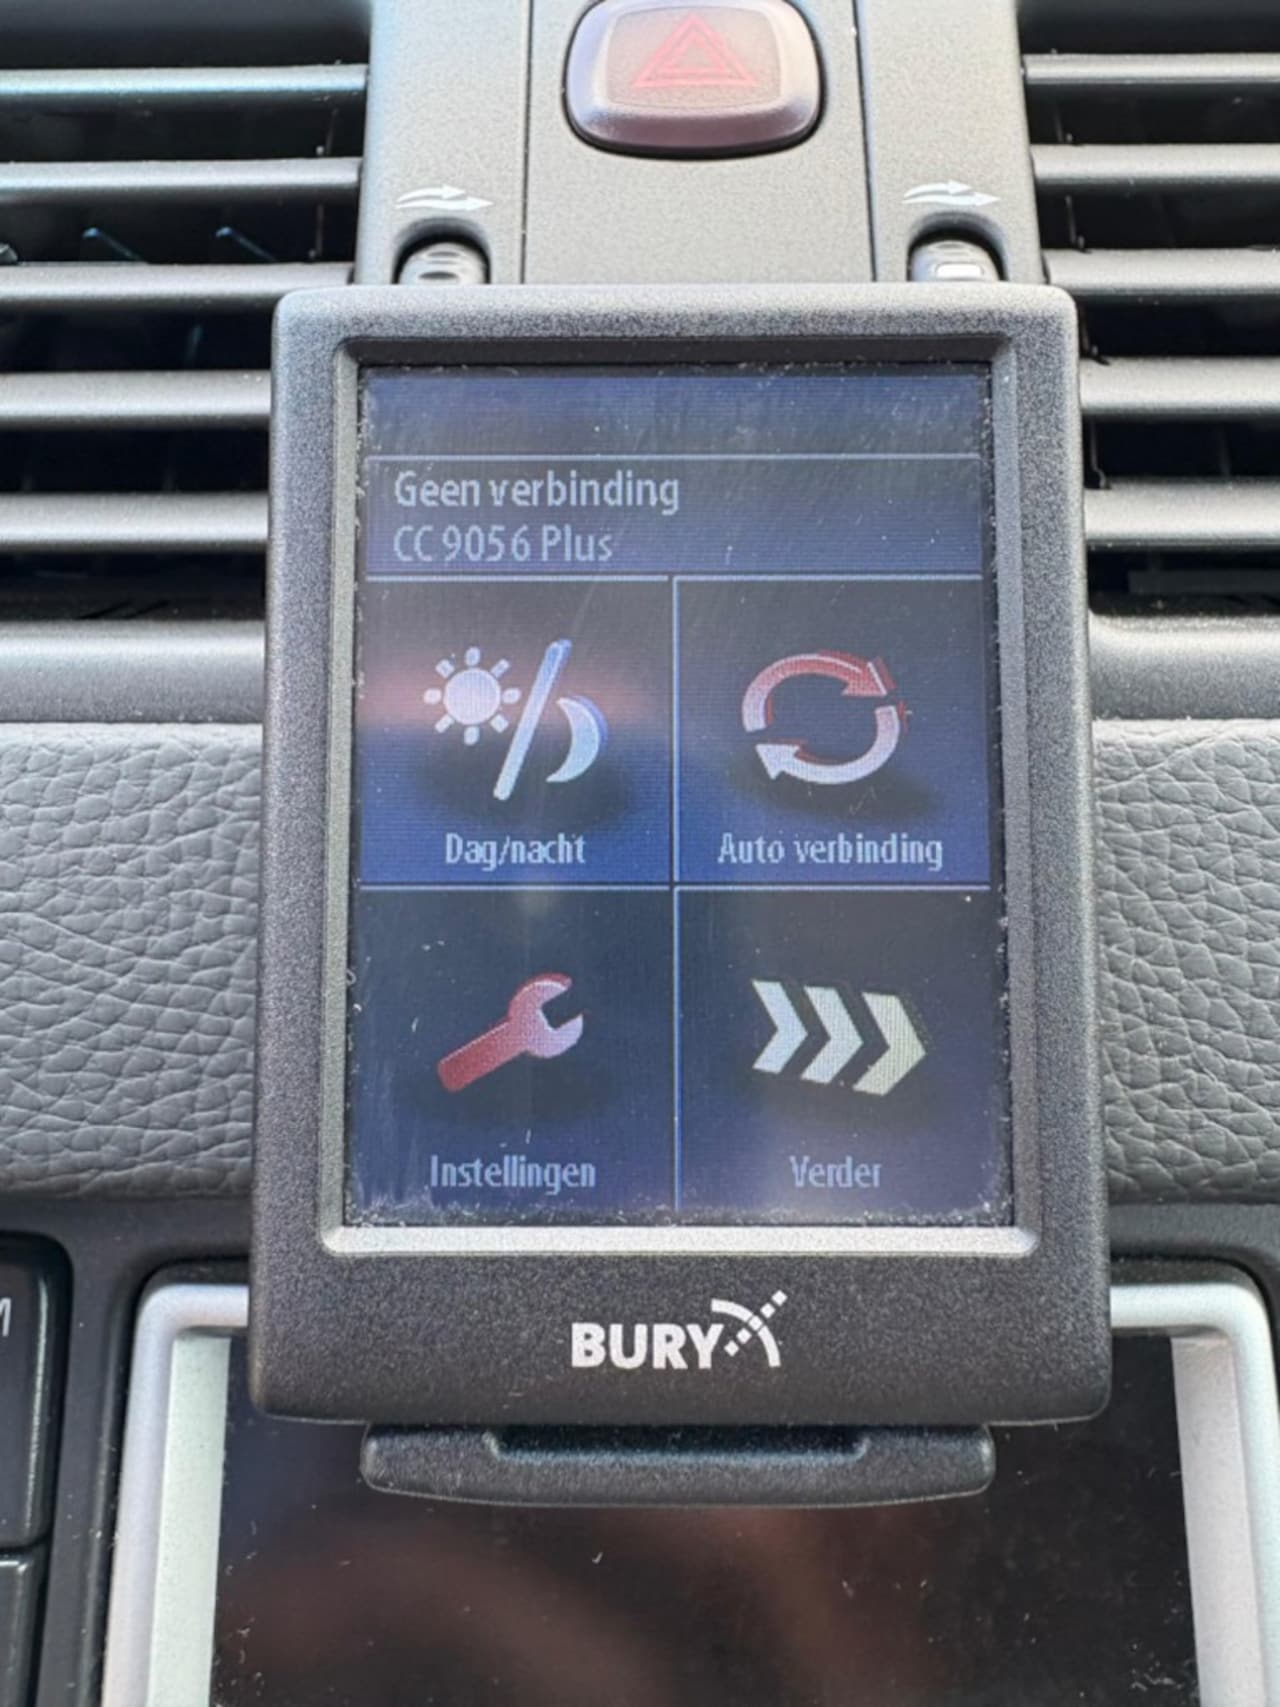 Geen verbinding
CC 9056 Plus
Dag/nacht
Auto verbinding
Instellingen
Verder
BURY